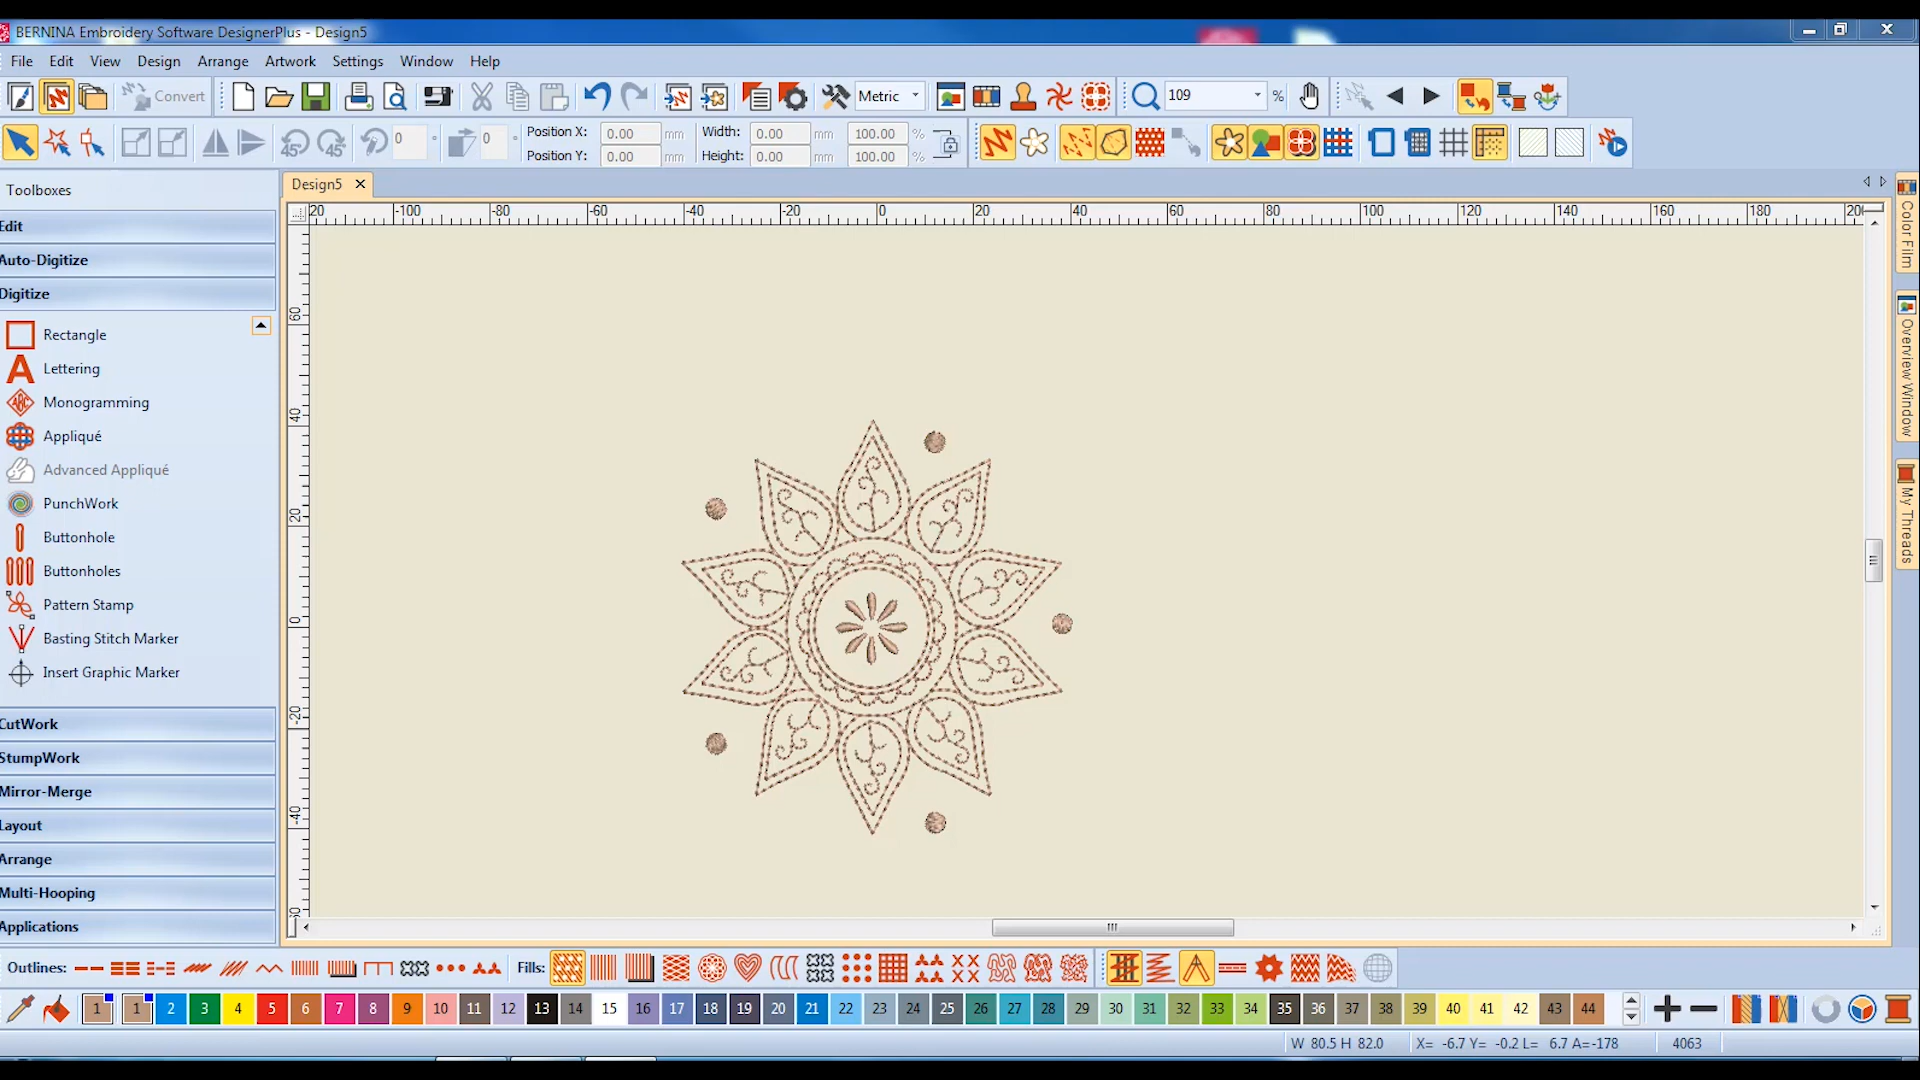 BERNINA Embroidery Software DesignerPlus - Design5
File Edit View Design Arrange Artwork Settings Window Help
Convert Metric 109 %
0 ° 0 ° Position X: 0.00 mm Width: 0.00 mm 100.00 %
Position Y: 0.00 mm Height: 0.00 mm 100.00 %
Toolboxes
Design5
Edit
Auto-Digitize
Digitize
Rectangle
Lettering
Monogramming
Appliqué
Advanced Appliqué
PunchWork
Buttonhole
Buttonholes
Pattern Stamp
Basting Stitch Marker
Insert Graphic Marker
CutWork
StumpWork
Mirror-Merge
Layout
Arrange
Multi-Hooping
Applications
20 -100 -80 -60 -40 -20 0 20 40 60 80 100 120 140 160 180 20
60
40
20
0
-20
-40
Color Film
Overview Window
My Threads
Outlines: Fills:
1 1 2 3 4 5 6 7 8 9 10 11 12 13 14 15 16 17 18 19 20 21 22 23 24 25 26 27 28 29 30 31 32 33 34 35 36 37 38 39 40 41 42 43 44
W 80.5 H 82.0 X= -6.7 Y= -0.2 L= 6.7 A=-178 4063